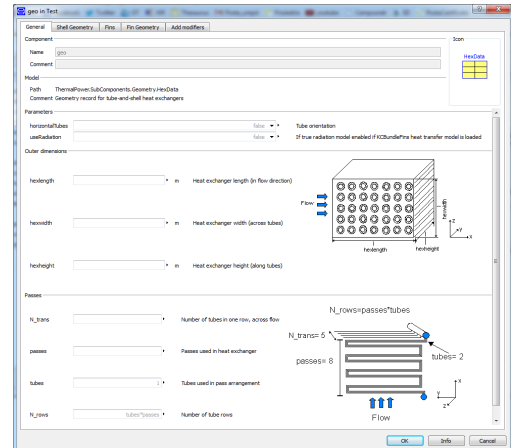 geo in Test
General Shell Geometry Fins Fin Geometry Add modifiers
Component
Icon
Name geo
HexData
Comment
Model
Path ThermalPower.SubComponents.Geometry.HexData
Comment Geometry record for tube-and-shell heat exchangers
Parameters
horizontalTubes false Tube orientation
useRadiation false If true radiation model enabled if KCBundleFins heat transfer model is loaded
Outer dimensions
hexlength m Heat exchanger length (in flow direction)
Flow
hexwidth
z
y
x
hexwidth m Heat exchanger width (across tubes)
hexlength
hexheight
hexheight m Heat exchanger height (along tubes)
Passes
N_rows=passes*tubes
N_trans Number of tubes in one row, across flow
N_trans= 5
passes Passes used in heat exchanger
passes= 8
tubes= 2
tubes 1 Tubes used in pass arrangement
y
x
z
N_rows tubes*passes Number of tube rows
Flow
OK Info Cancel